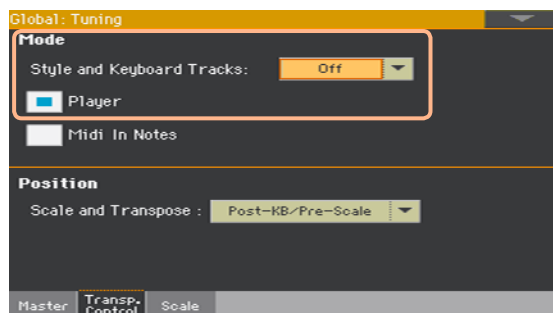 Global: Tuning
Mode
Style and Keyboard Tracks: Off
Player
Midi In Notes
Position
Scale and Transpose : Post-KB/Pre-Scale
Master Transp. Control Scale